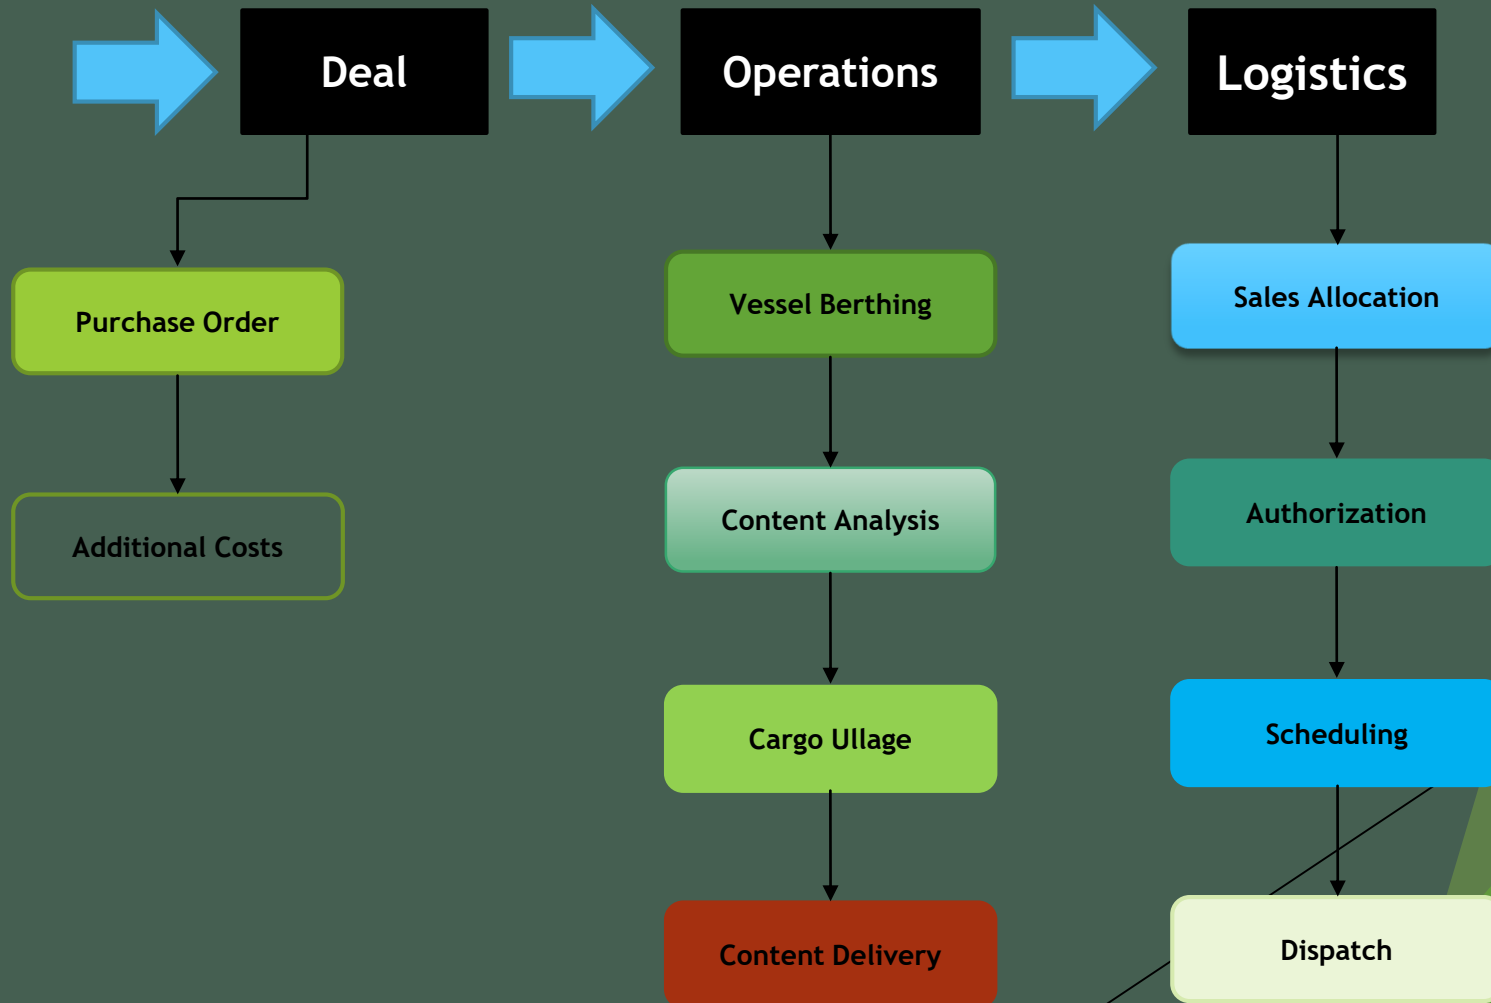 Deal
Operations
Logistics
Purchase Order
Additional Costs
Vessel Berthing
Content Analysis
Cargo Ullage
Content Delivery
Sales Allocation
Authorization
Scheduling
Dispatch